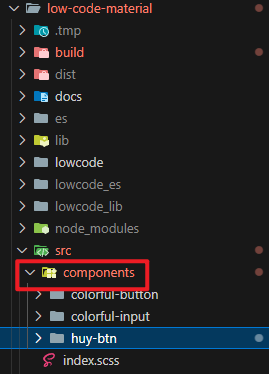 low-code-material
.tmp
build
dist
docs
es
lib
lowcode
lowcode_es
lowcode_lib
node_modules
src
components
colorful-button
colorful-input
huy-btn
index.scss